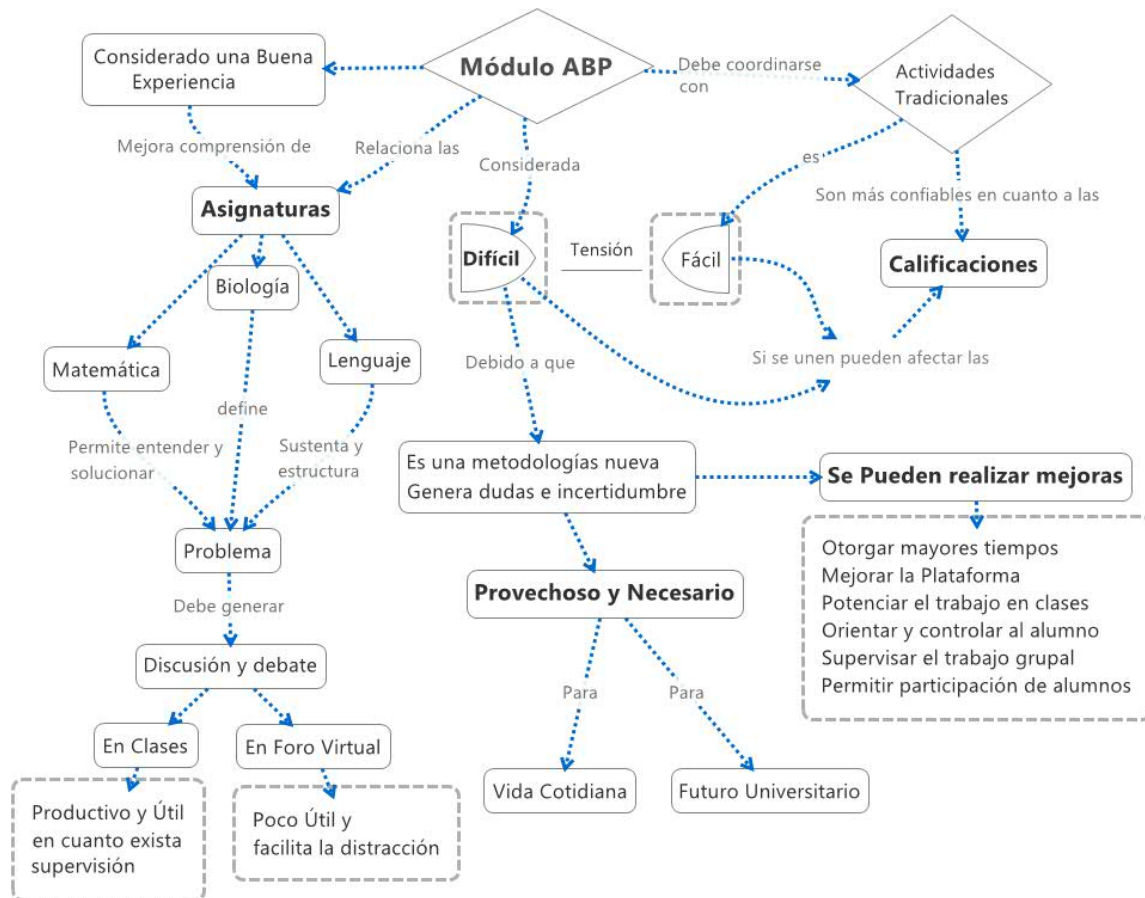 Considerado una Buena
Experiencia
Módulo ABP
Debe coordinarse
con
Actividades
Tradicionales
Mejora comprensión de
Relaciona las
Considerada
es
Son más confiables en cuanto a las
Asignaturas
Difícil
Tensión
Fácil
Calificaciones
Biología
Matemática
Lenguaje
Debido a que
Si se unen pueden afectar las
define
Permite entender y
solucionar
Sustenta y
estructura
Es una metodologías nueva
Genera dudas e incertidumbre
Se Pueden realizar mejoras
Problema
Otorgar mayores tiempos
Mejorar la Plataforma
Potenciar el trabajo en clases
Orientar y controlar al alumno
Supervisar el trabajo grupal
Permitir participación de alumnos
Provechoso y Necesario
Debe generar
Discusión y debate
Para
Para
En Clases
En Foro Virtual
Vida Cotidiana
Futuro Universitario
Productivo y Útil
en cuanto exista
supervisión
Poco Útil y
facilita la distracción